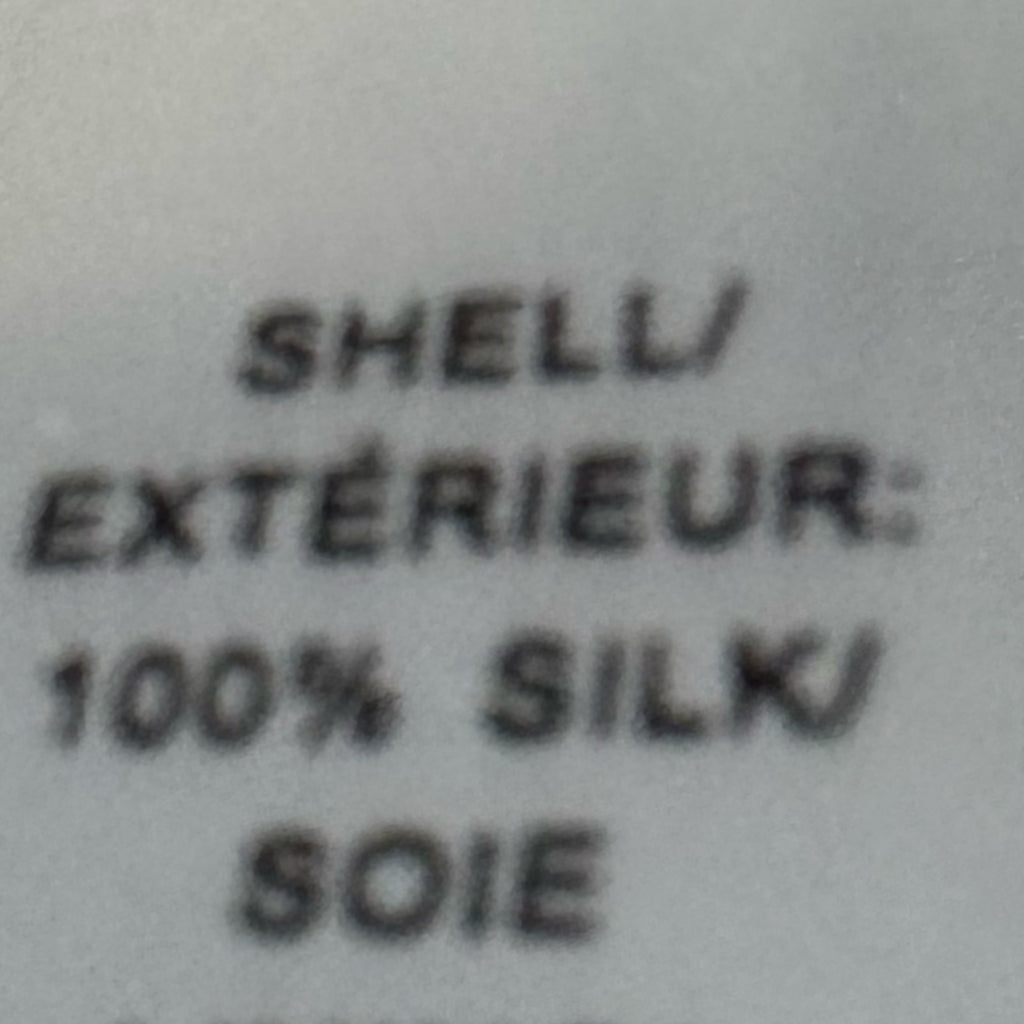 SHELL/
EXTÉRIEUR:
100% SILK/
SOIE